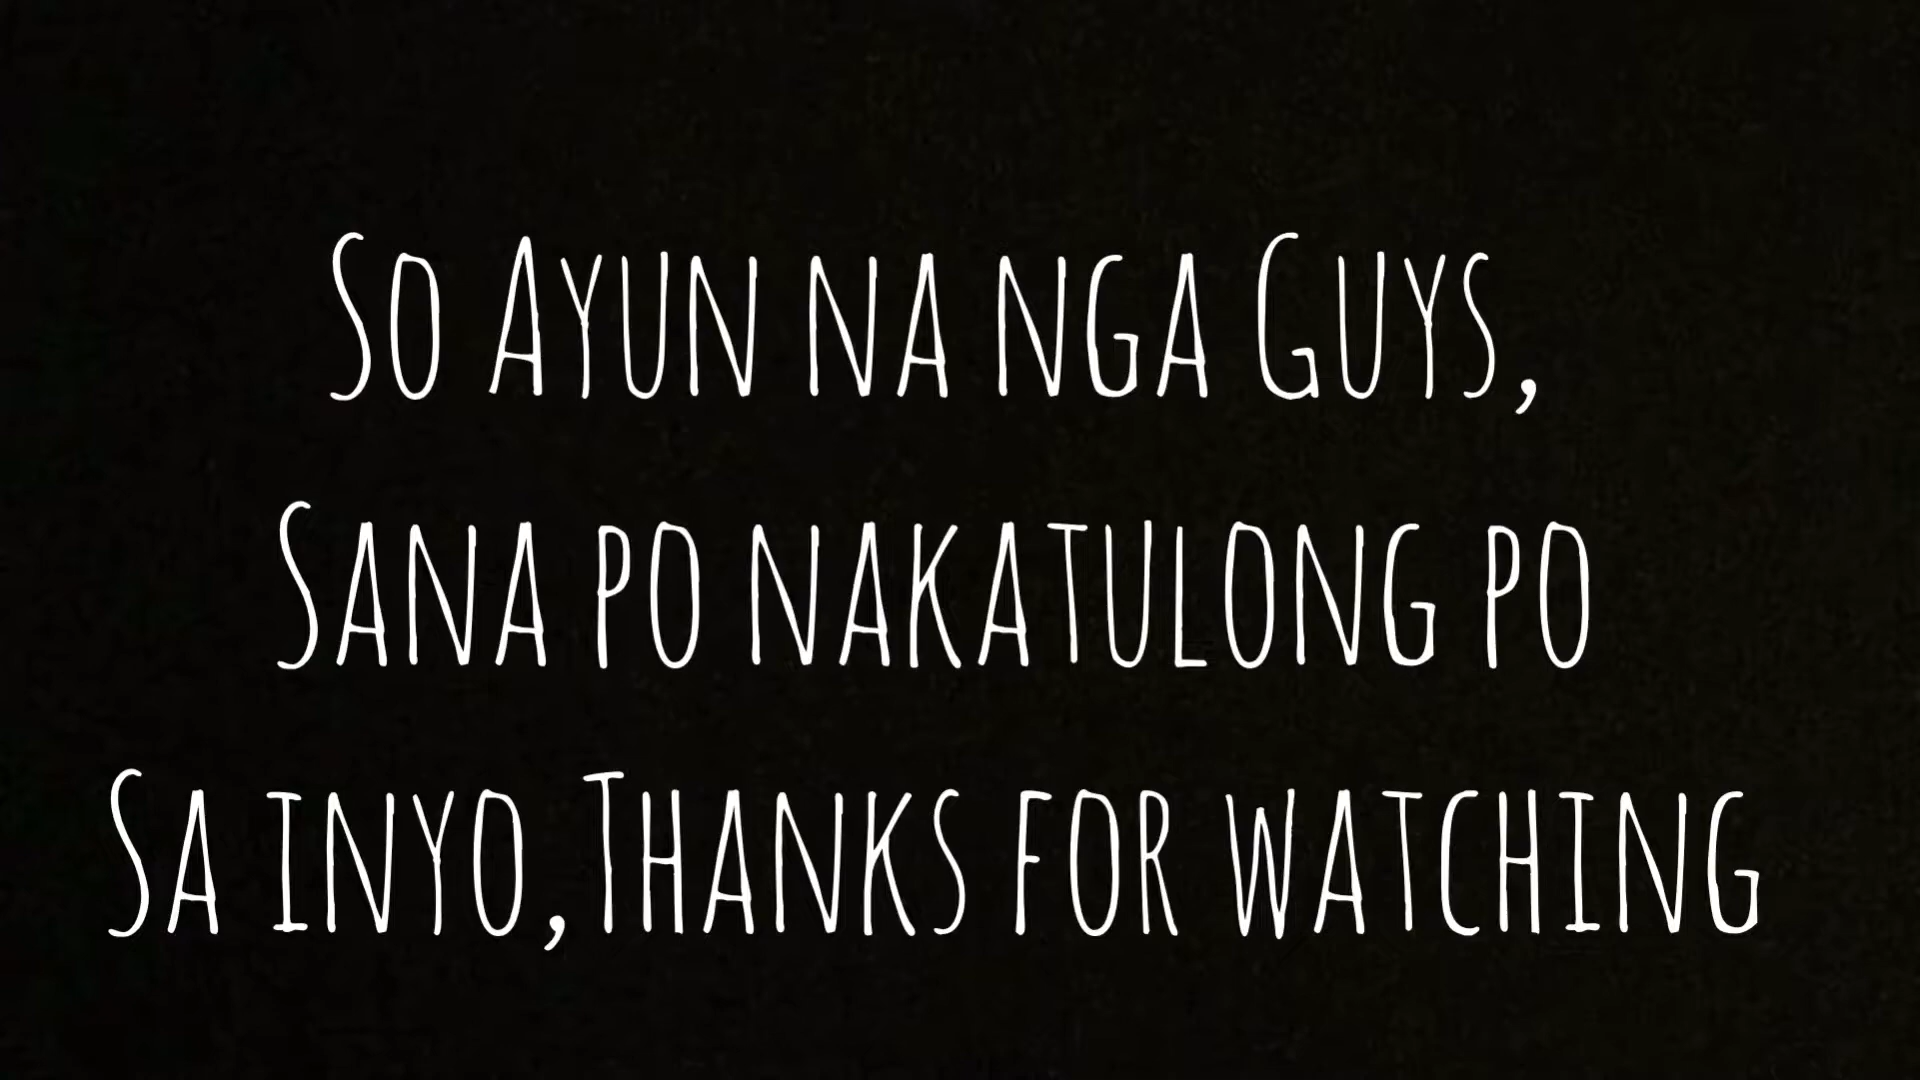 So Ayun na nga Guys,
Sana po nakatulong po
Sa inyo,Thanks for watching